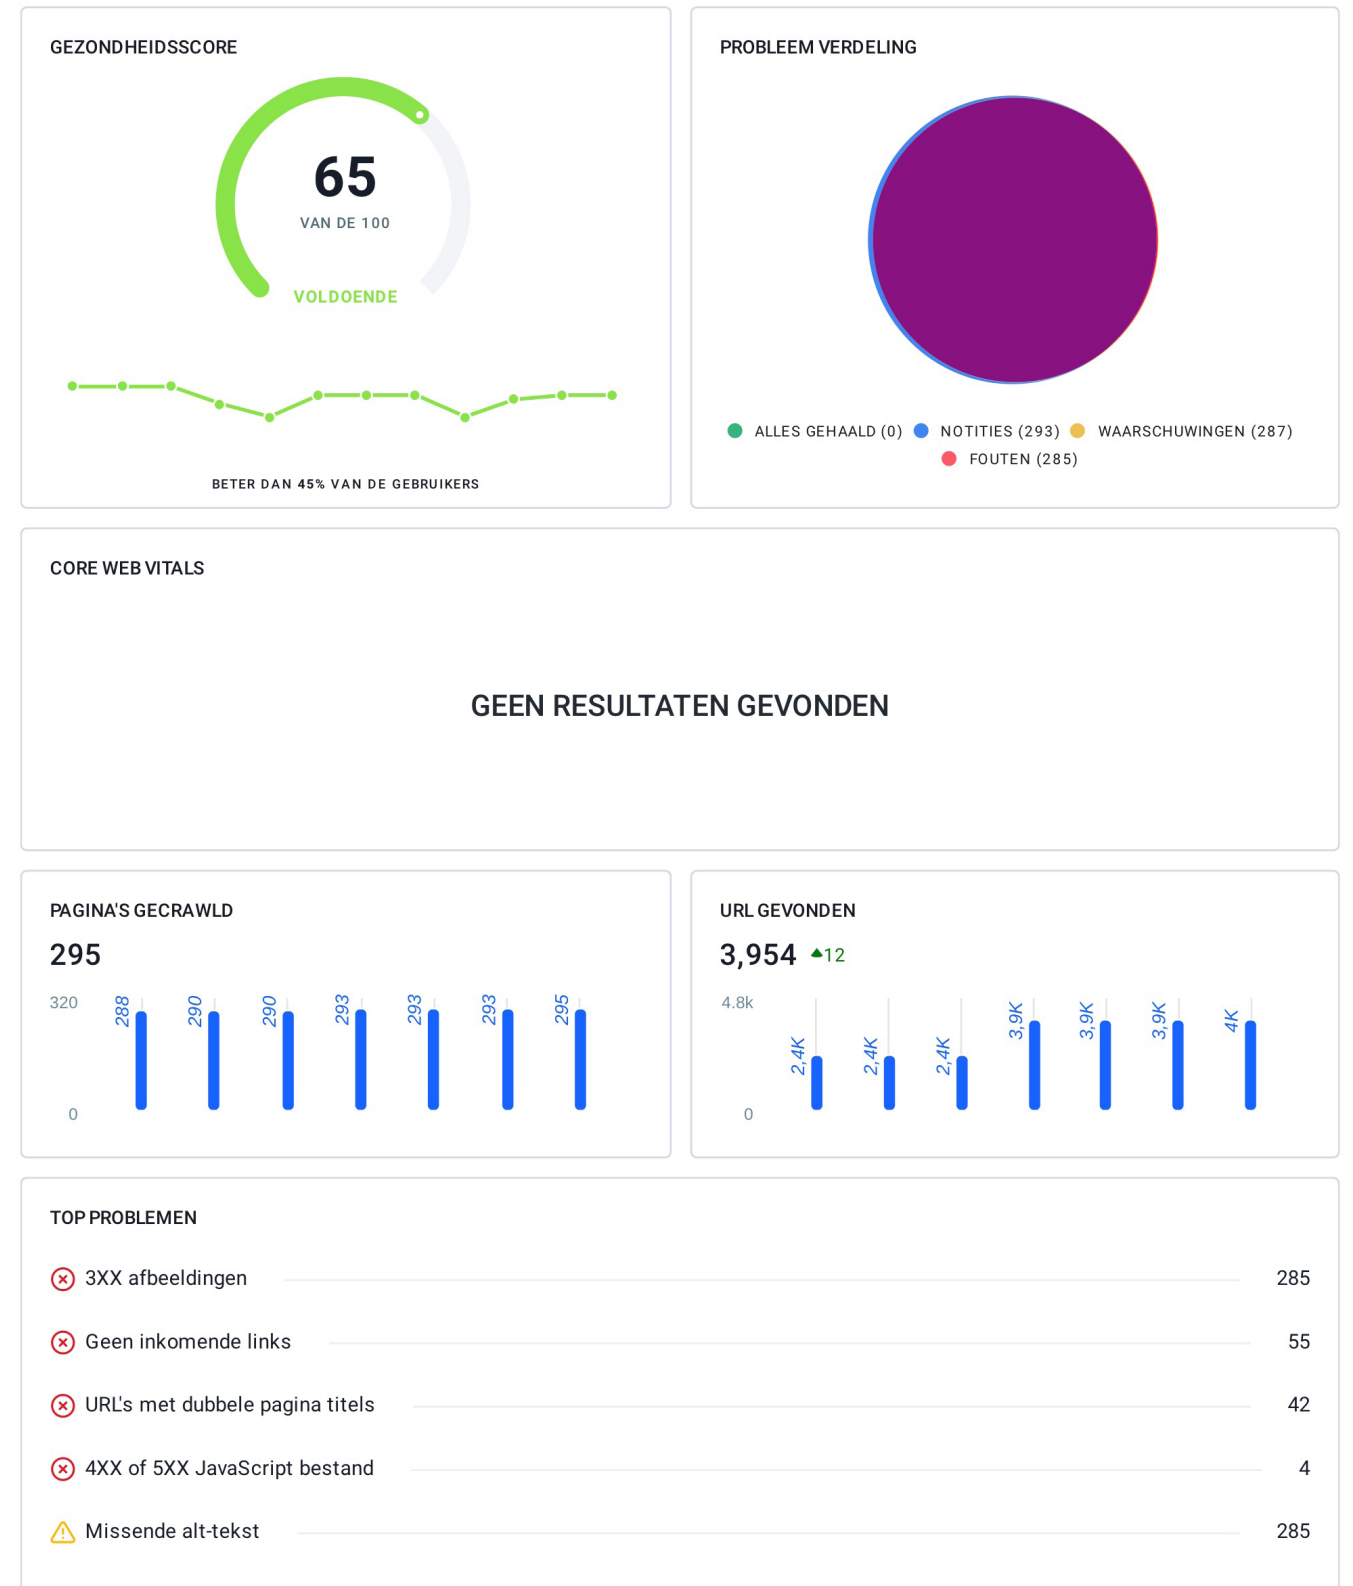 GEZONDHEIDSSCORE
65
VAN DE 100
VOLDOENDE
BETER DAN 45% VAN DE GEBRUIKERS
PROBLEEM VERDELING
ALLES GEHAALD (0) NOTITIES (293) WAARSCHUWINGEN (287)
FOUTEN (285)
CORE WEB VITALS
GEEN RESULTATEN GEVONDEN
PAGINA'S GECRAWLD
295
320
288 290 290 293 293 293 295
0
URL GEVONDEN
3,954 12
4.8k
2,4K 2,4K 2,4K 3,9K 3,9K 3,9K 4K
0
TOP PROBLEMEN
3XX afbeeldingen 285
Geen inkomende links 55
URL's met dubbele pagina titels 42
4XX of 5XX JavaScript bestand 4
Missende alt-tekst 285